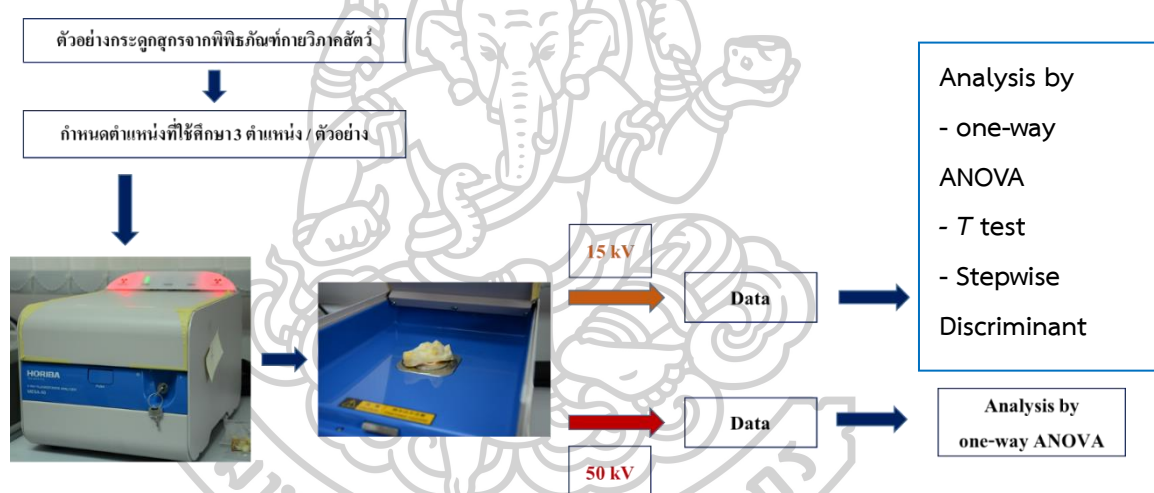 ตัวอย่างกระดูกสุกรจากพิพิธภัณฑ์กายวิภาคสัตว์
กำหนดตำแหน่งที่ใช้ศึกษา 3 ตำแหน่ง / ตัวอย่าง
HORIBA
15 kV
Data
Analysis by
- one-way
ANOVA
- T test
- Stepwise
Discriminant
50 kV
Data
Analysis by
one-way ANOVA